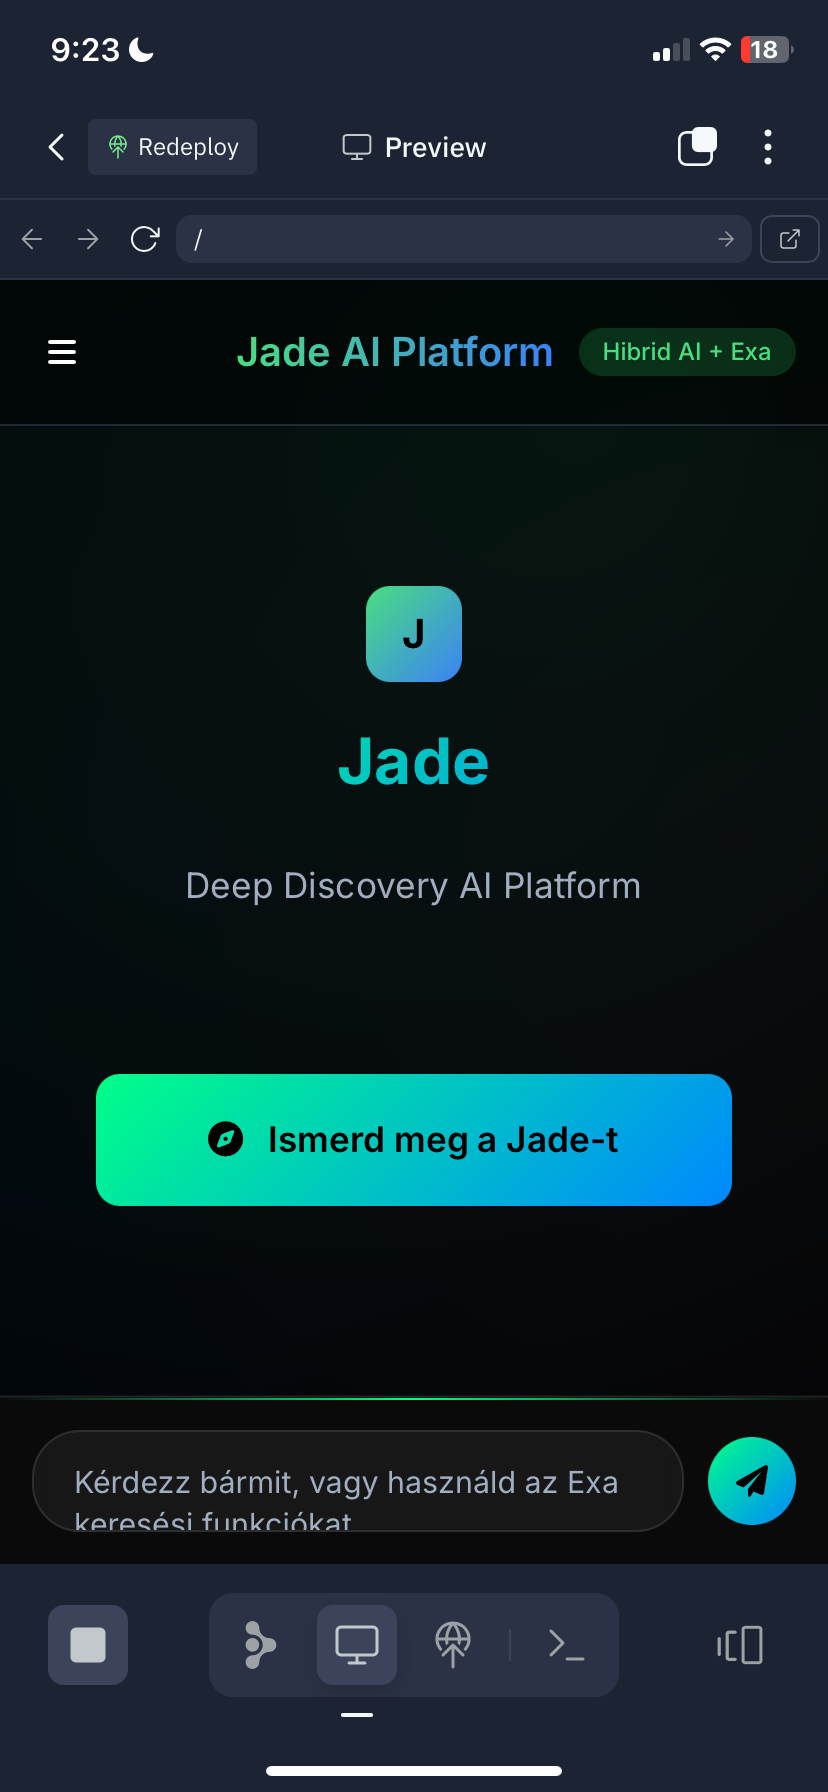 9:23
18
Redeploy
Preview
/
Jade AI Platform
Hibrid AI + Exa
J
Jade
Deep Discovery AI Platform
Ismerd meg a Jade-t
Kérdezz bármit, vagy használd az Exa
keresési funkciókat